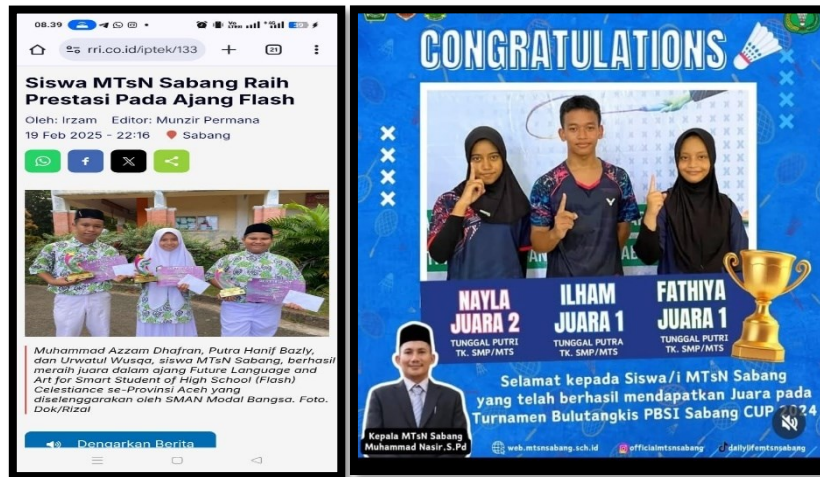 08.39
rri.co.id/iptek/133
21
Siswa MTsN Sabang Raih
Prestasi Pada Ajang Flash
Oleh: Irzam Editor: Munzir Permana
19 Feb 2025 - 22:16 Sabang
Muhammad Azzam Dhafran, Putra Hanif Bazly,
dan Urwatul Wusqa, siswa MTsN Sabang, berhasil
meraih juara dalam ajang Future Language and
Art for Smart Student of High School (Flash)
Celestiance se-Provinsi Aceh yang
diselenggarakan oleh SMAN Modal Bangsa. Foto.
Dok/Rizal
Dengarkan Berita
CONGRATULATIONS
NAYLA
JUARA 2
TUNGGAL PUTRI
TK. SMP/MTS
ILHAM
JUARA 1
TUNGGAL PUTRA
TK. SMP/MTS
FATHIYA
JUARA 1
TUNGGAL PUTRI
TK. SMP/MTS
Selamat kepada Siswa/i MTsN Sabang
yang telah berhasil mendapatkan Juara pada
Turnamen Bulutangkis PBSI Sabang CUP 2024
Kepala MTsN Sabang
Muhammad Nasir,S.Pd
web.mtsnsabang.sch.id
officialmtsnsabang
dailylifemtsnsabang